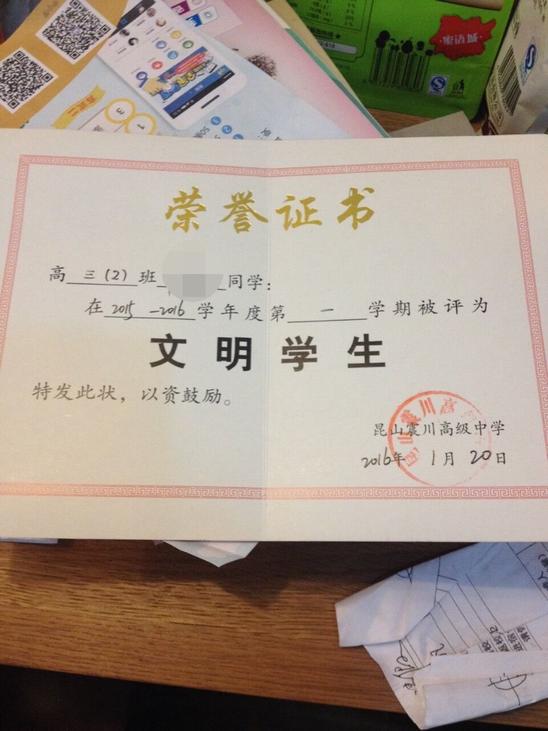 蜜语城
荣誉证书
高三(2)班 同学：
在2015-2016学年度第一学期被评为
文明学生
特发此状，以资鼓励。
昆山震川高级中学
2016年1月20日